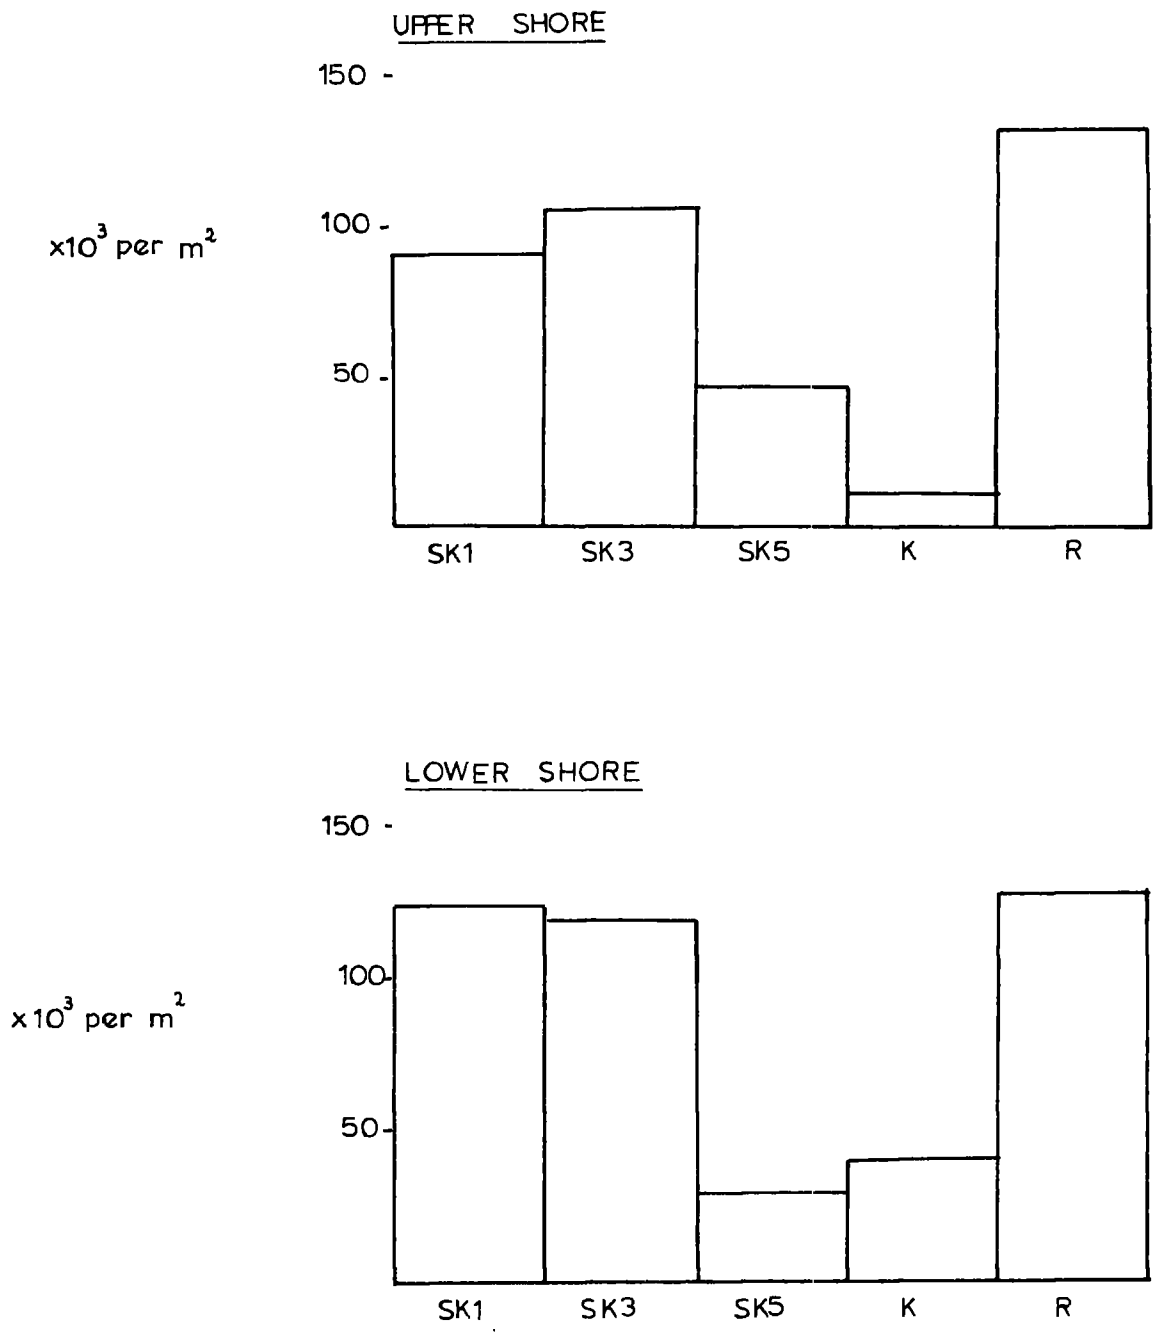 UPPER SHORE
150
100
x10³ per m²
50
SK1 SK3 SK5 K R
LOWER SHORE
150
100
x10³ per m²
50
SK1 SK3 SK5 K R